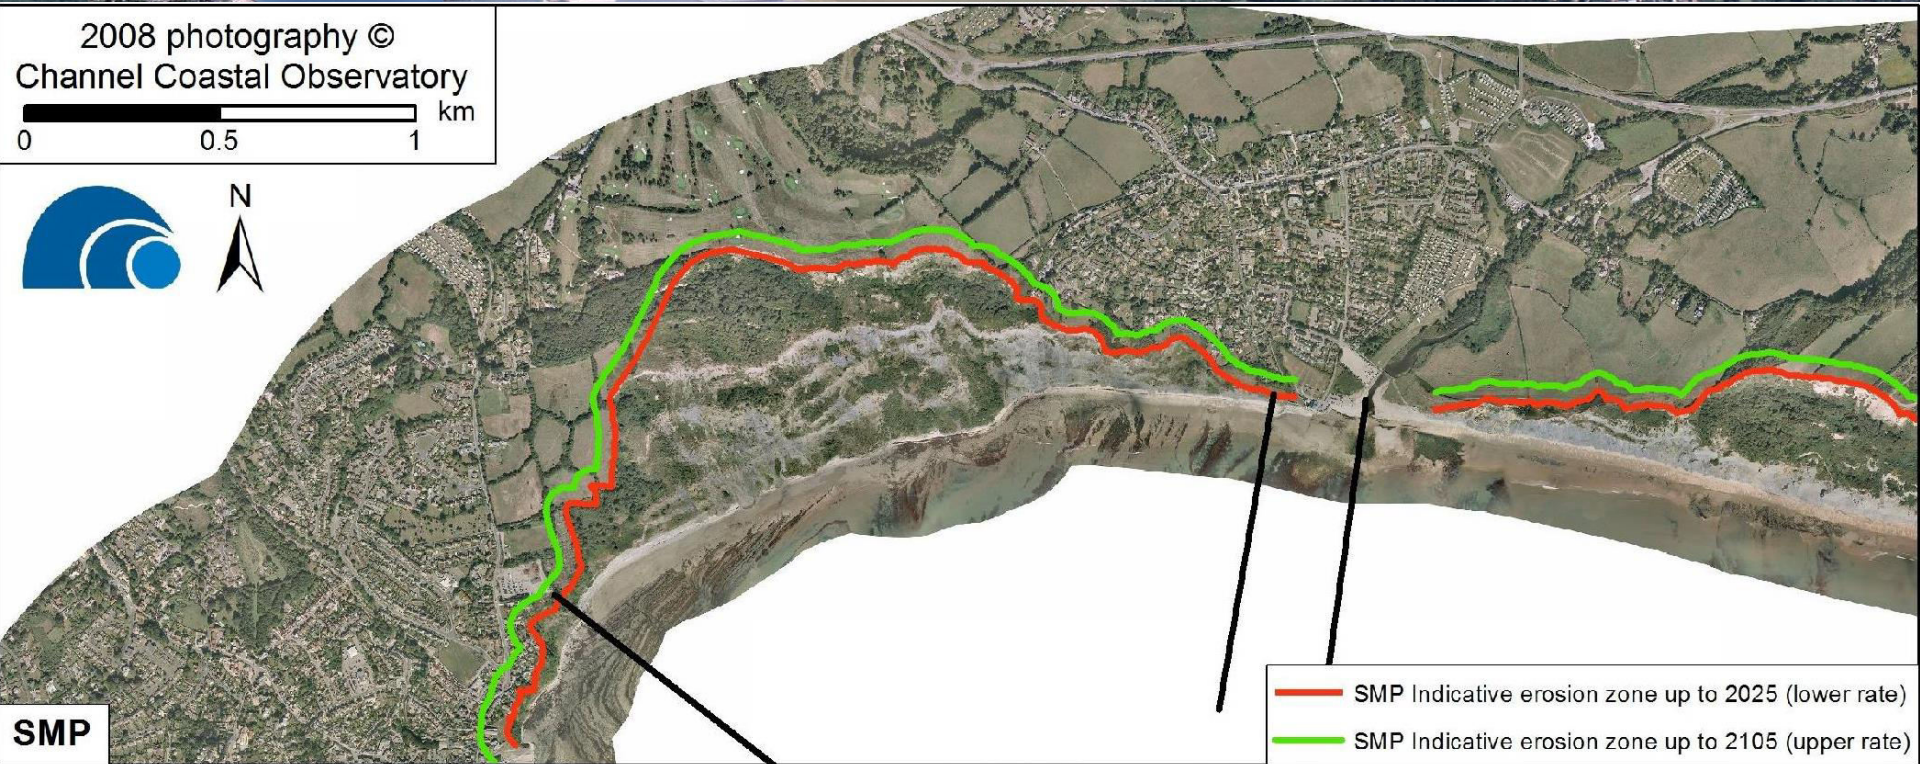 2008 photography ©
Channel Coastal Observatory
km
0 0.5 1
N
SMP
SMP Indicative erosion zone up to 2025 (lower rate)
SMP Indicative erosion zone up to 2105 (upper rate)